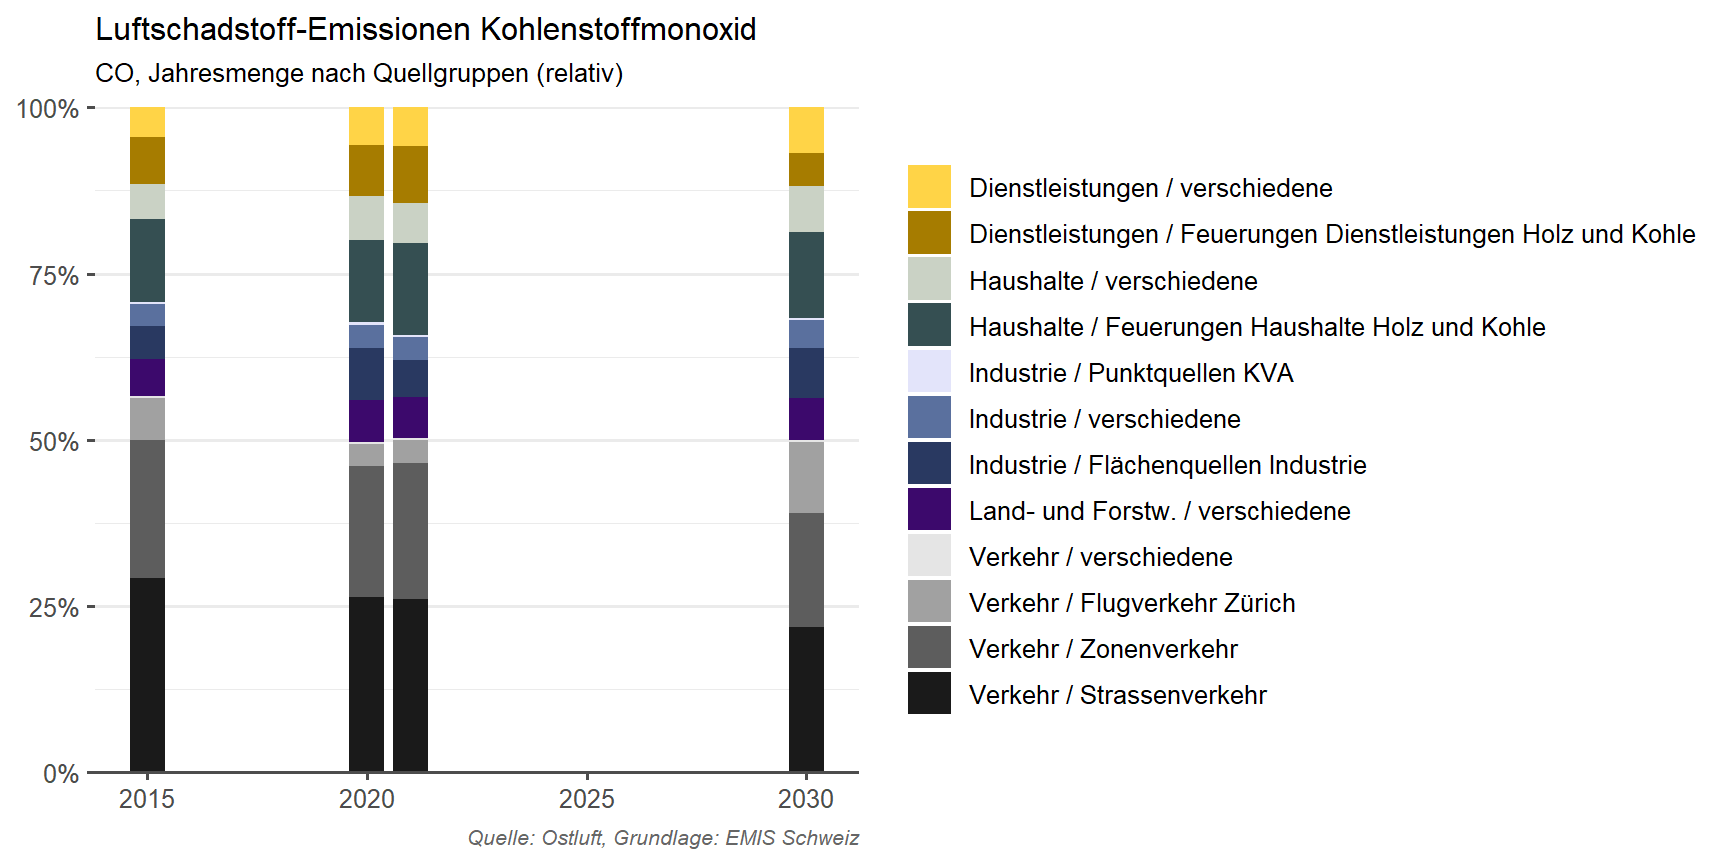 Luftschadstoff-Emissionen Kohlenstoffmonoxid
CO, Jahresmenge nach Quellgruppen (relativ)
100%
75%
50%
25%
0%
2015 2020 2025 2030
Dienstleistungen / verschiedene
Dienstleistungen / Feuerungen Dienstleistungen Holz und Kohle
Haushalte / verschiedene
Haushalte / Feuerungen Haushalte Holz und Kohle
Industrie / Punktquellen KVA
Industrie / verschiedene
Industrie / Flächenquellen Industrie
Land- und Forstw. / verschiedene
Verkehr / verschiedene
Verkehr / Flugverkehr Zürich
Verkehr / Zonenverkehr
Verkehr / Strassenverkehr
Quelle: Ostluft, Grundlage: EMIS Schweiz